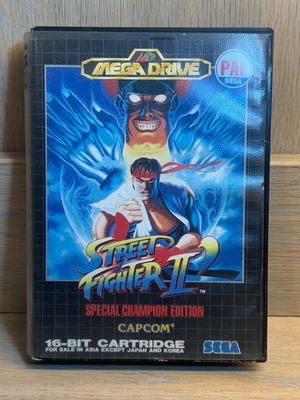 MEGA DRIVE
PAL
SEGA
STREET
FIGHTER II'
TM
SPECIAL CHAMPION EDITION
CAPCOM
16-BIT CARTRIDGE
FOR SALE IN ASIA EXCEPT JAPAN AND KOREA
SEGA